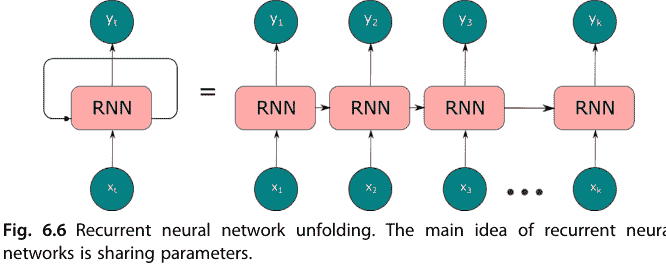 yt y1 y2 y3 yk
RNN = RNN RNN RNN RNN
xt x1 x2 x3 ... xk
Fig. 6.6 Recurrent neural network unfolding. The main idea of recurrent neura
networks is sharing parameters.